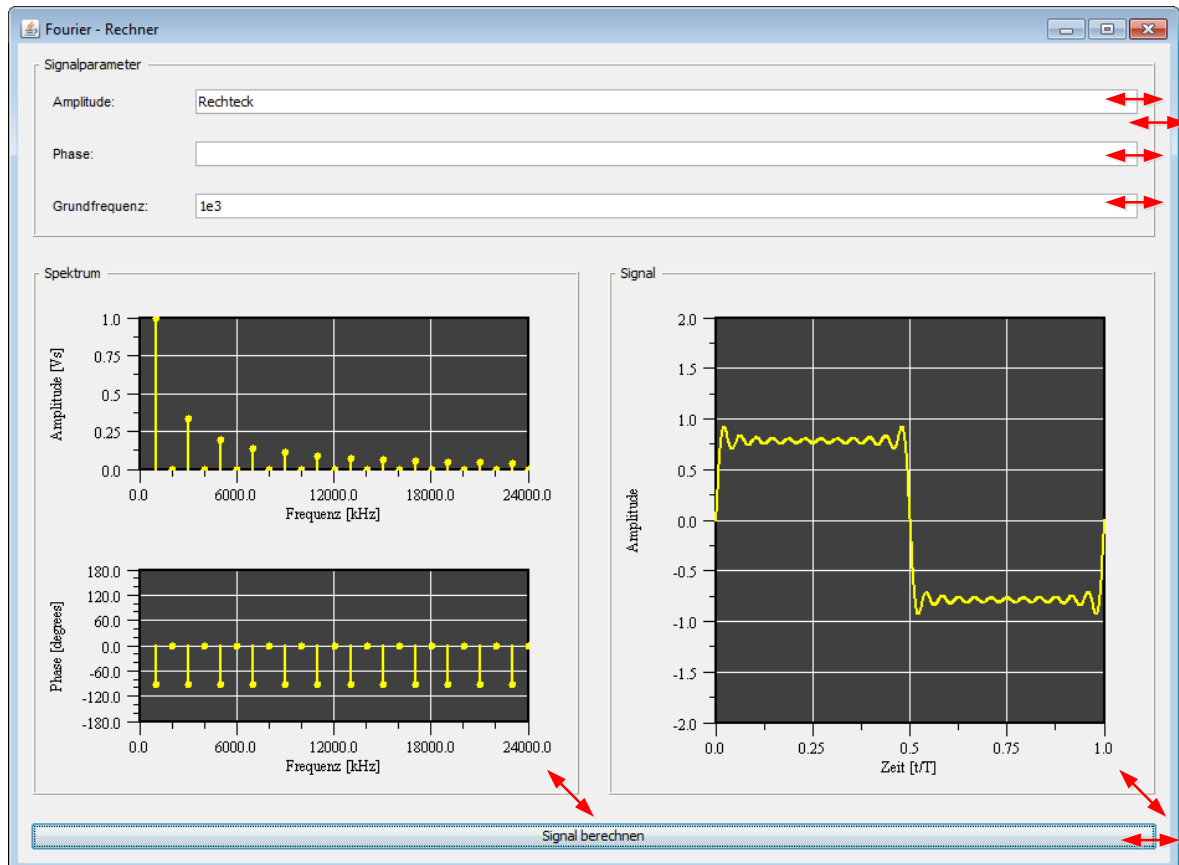 Fourier - Rechner
Signalparameter
Amplitude:
Rechteck
Phase:
Grundfrequenz:
1e3
Spektrum
Amplitude [Vs]
1.0
0.75
0.5
0.25
0.0
0.0 6000.0 12000.0 18000.0 24000.0
Frequenz [kHz]
Phase [degrees]
180.0
120.0
60.0
0.0
-60.0
-120.0
-180.0
0.0 6000.0 12000.0 18000.0 24000.0
Frequenz [kHz]
Signal
Amplitude
2.0
1.5
1.0
0.5
0.0
-0.5
-1.0
-1.5
-2.0
0.0 0.25 0.5 0.75 1.0
Zeit [t/T]
Signal berechnen